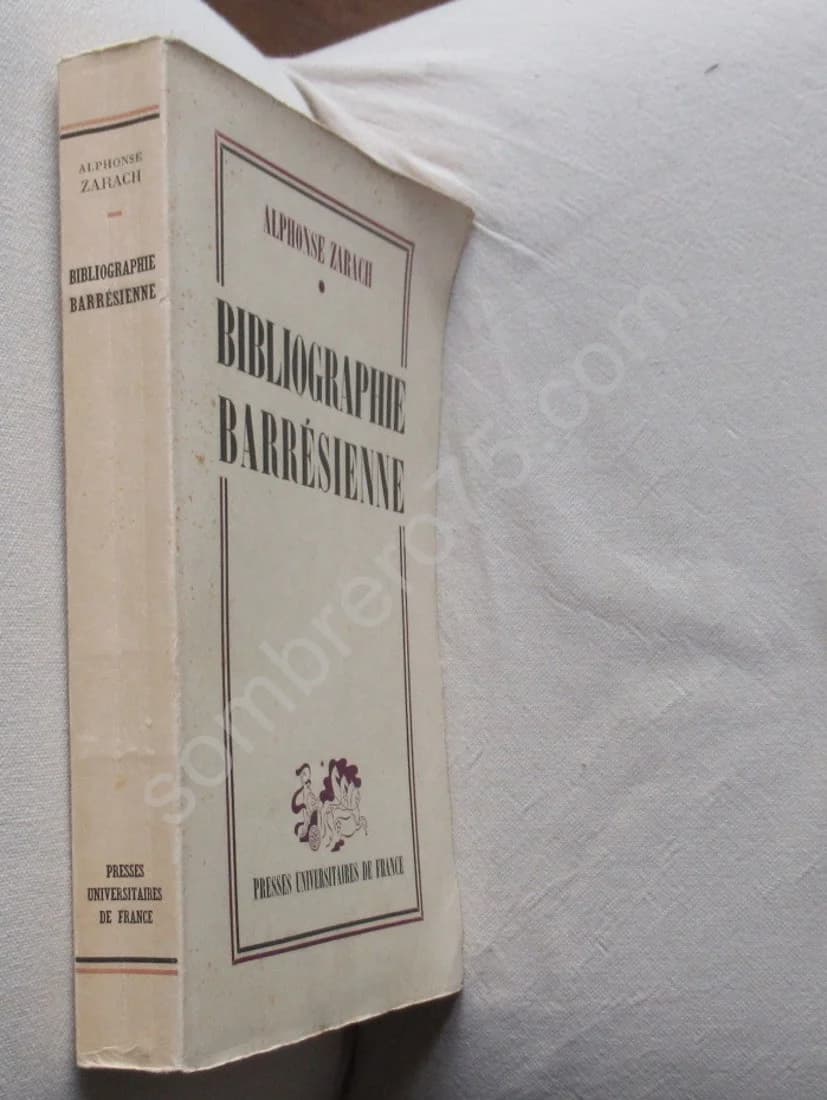 ALPHONSE
ZARACH
BIBLIOGRAPHIE
BARRÉSIENNE
PRESSES
UNIVERSITAIRES
DE FRANCE
ALPHONSE ZARACH
BIBLIOGRAPHIE
BARRÉSIENNE
PRESSES UNIVERSITAIRES DE FRANCE
sombrero75.com